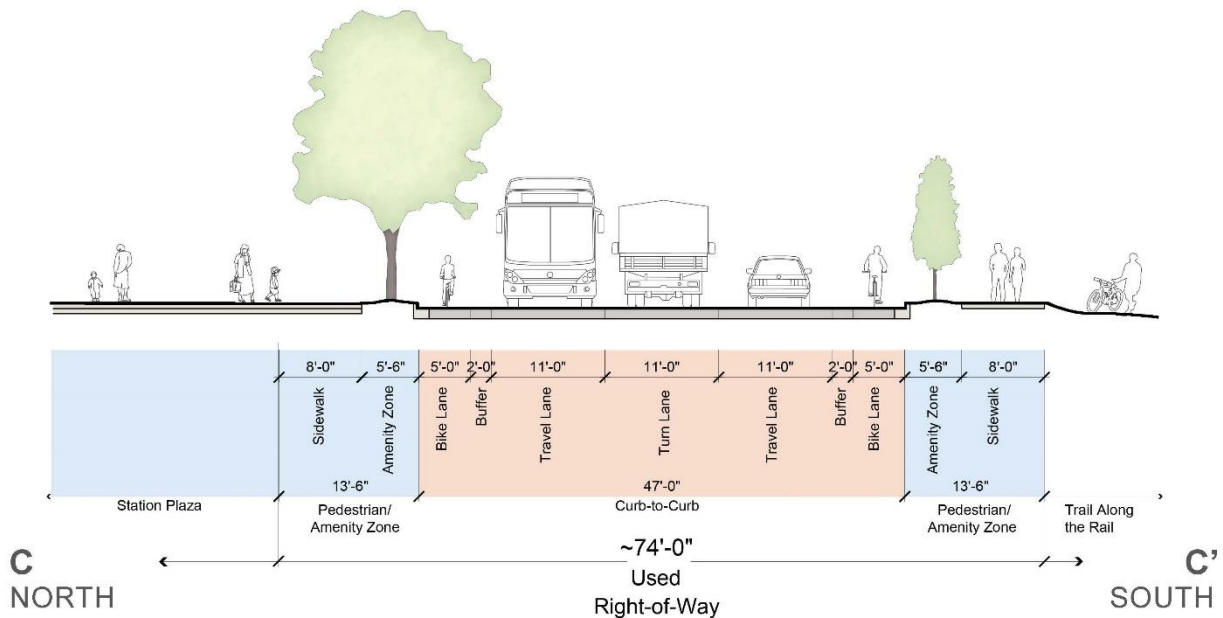 8'-0"
5'-6"
5'-0"
2'-0"
11'-0"
11'-0"
11'-0"
2'-0"
5'-0"
5'-6"
8'-0"
Sidewalk
Amenity Zone
Bike Lane
Buffer
Travel Lane
Turn Lane
Travel Lane
Buffer
Bike Lane
Amenity Zone
Sidewalk
13'-6"
47'-0"
13'-6"
Station Plaza
Pedestrian/
Amenity Zone
Curb-to-Curb
Pedestrian/
Amenity Zone
Trail Along
the Rail
~74'-0"
Used
Right-of-Way
C
NORTH
C'
SOUTH